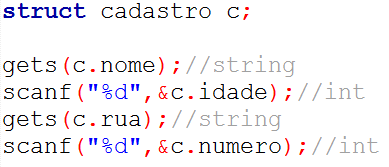 struct cadastro c;
gets(c.nome);//string
scanf("%d",&c.idade);//int
gets(c.rua);//string
scanf("%d",&c.numero);//int